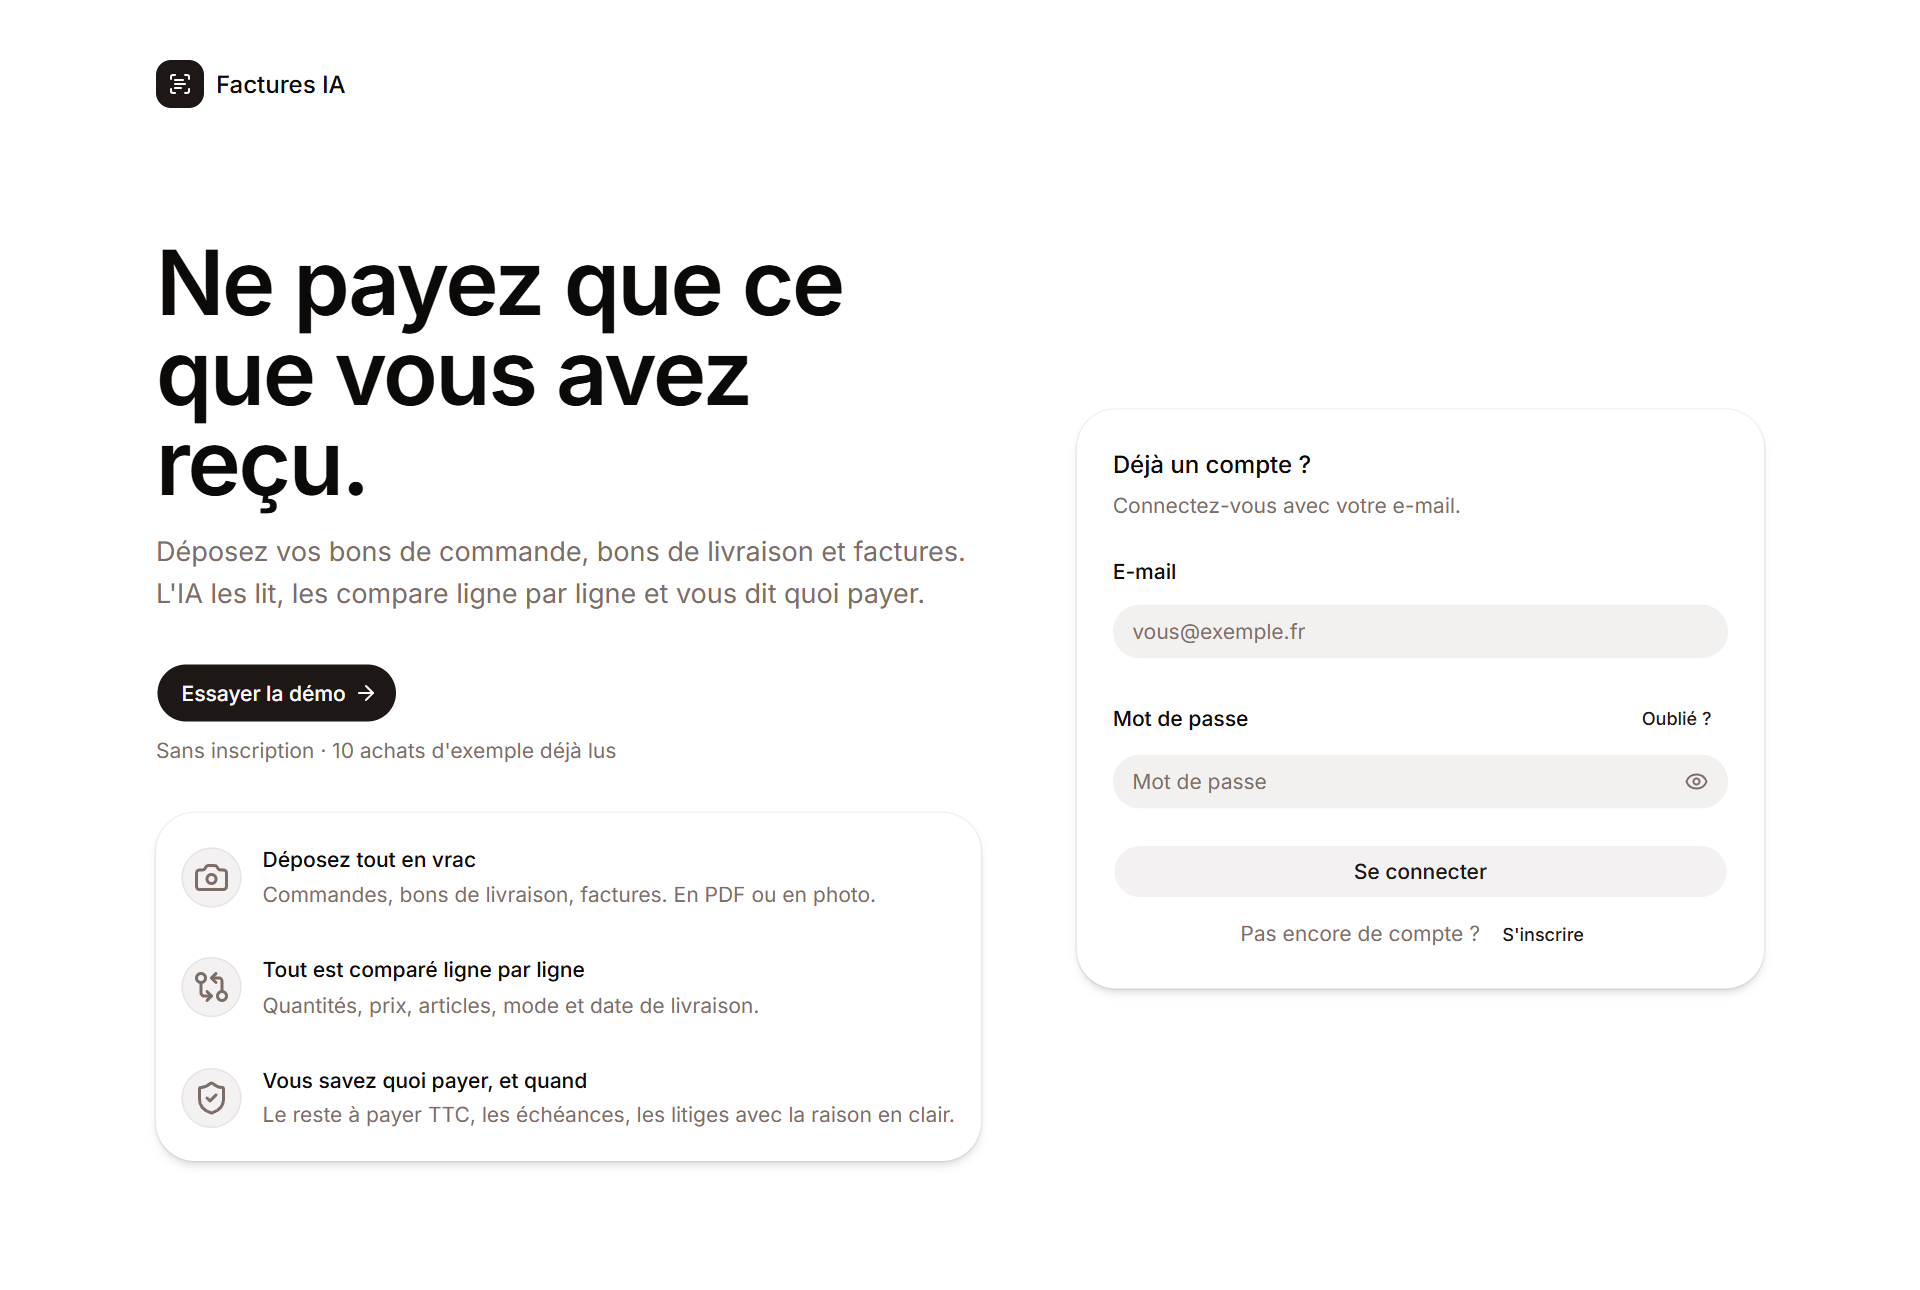 Factures IA
Ne payez que ce
que vous avez
reçu.
Déposez vos bons de commande, bons de livraison et factures.
L'IA les lit, les compare ligne par ligne et vous dit quoi payer.
Essayer la démo →
Sans inscription · 10 achats d'exemple déjà lus
Déposez tout en vrac
Commandes, bons de livraison, factures. En PDF ou en photo.
Tout est comparé ligne par ligne
Quantités, prix, articles, mode et date de livraison.
Vous savez quoi payer, et quand
Le reste à payer TTC, les échéances, les litiges avec la raison en clair.
Déjà un compte ?
Connectez-vous avec votre e-mail.
E-mail
vous@exemple.fr
Mot de passe
Oublié ?
Mot de passe
Se connecter
Pas encore de compte ? S'inscrire